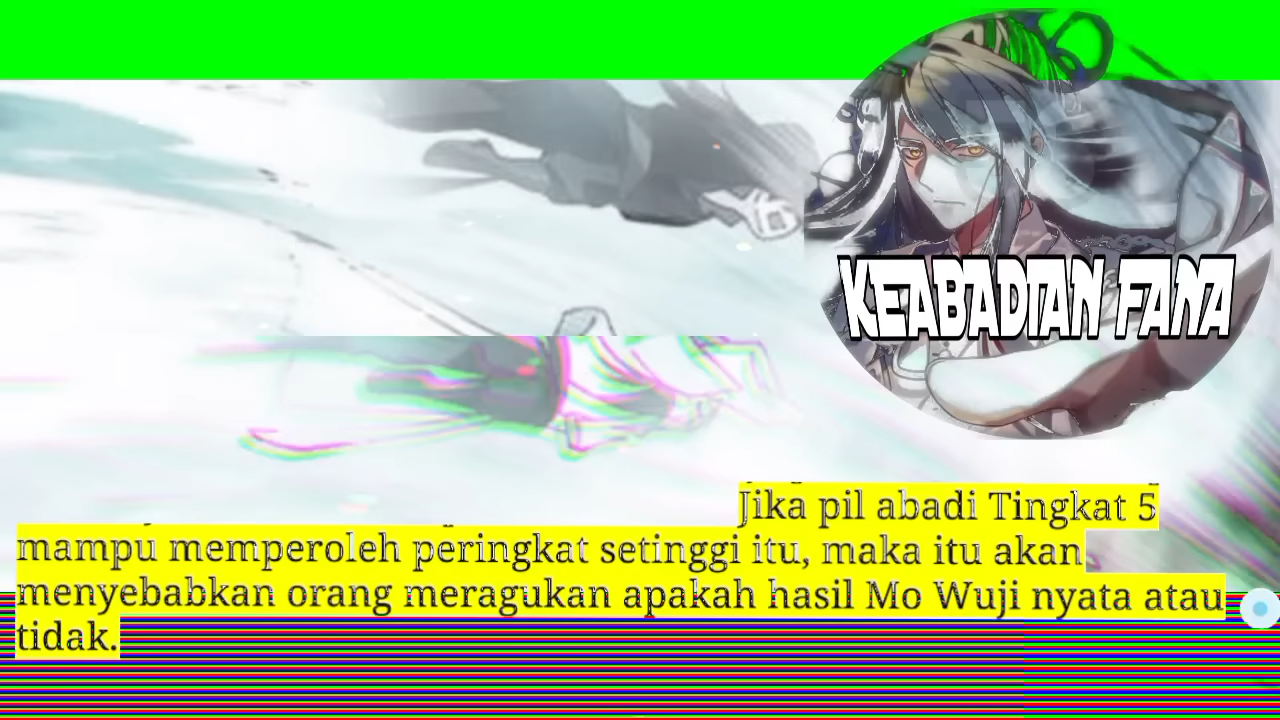 KEABADIAN FANA
Jika pil abadi Tingkat 5
mampu memperoleh peringkat setinggi itu, maka itu akan
menyebabkan orang meragukan apakah hasil Mo Wuji nyata atau
tidak.